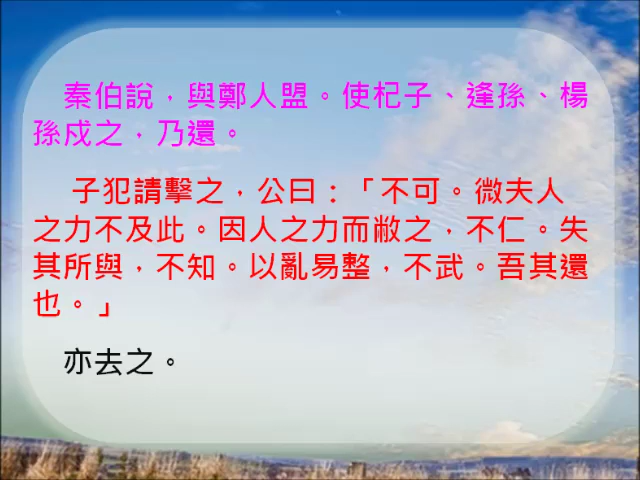 秦伯說，與鄭人盟。使杞子、逢孫、楊
孫戍之，乃還。
子犯請擊之，公曰：「不可。微夫人
之力不及此。因人之力而敝之，不仁。失
其所與，不知。以亂易整，不武。吾其還
也。」
亦去之。